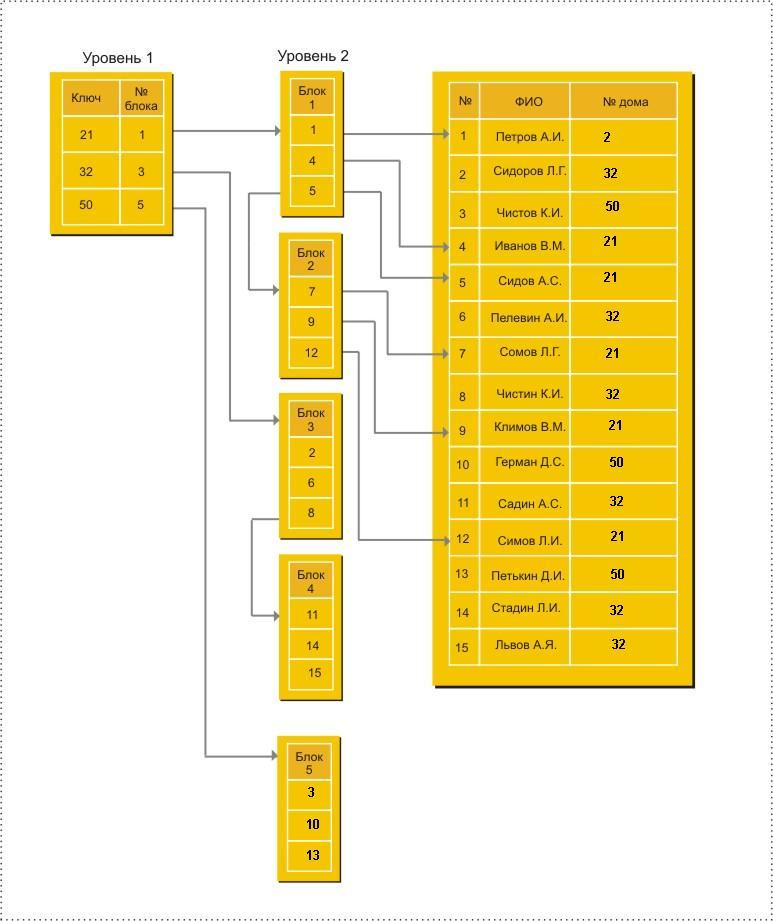 Уровень 1
Ключ № блока
21 1
32 3
50 5
Уровень 2
Блок
1
1
4
5
Блок
2
7
9
12
Блок
3
2
6
8
Блок
4
11
14
15
Блок
5
3
10
13
№ ФИО № дома
1 Петров А.И. 2
2 Сидоров Л.Г. 32
3 Чистов К.И. 50
4 Иванов В.М. 21
5 Сидов А.С. 21
6 Пелевин А.И. 32
7 Сомов Л.Г. 21
8 Чистин К.И. 32
9 Климов В.М. 21
10 Герман Д.С. 50
11 Садин А.С. 32
12 Симов Л.И. 21
13 Петькин Д.И. 50
14 Стадин Л.И. 32
15 Львов А.Я. 32